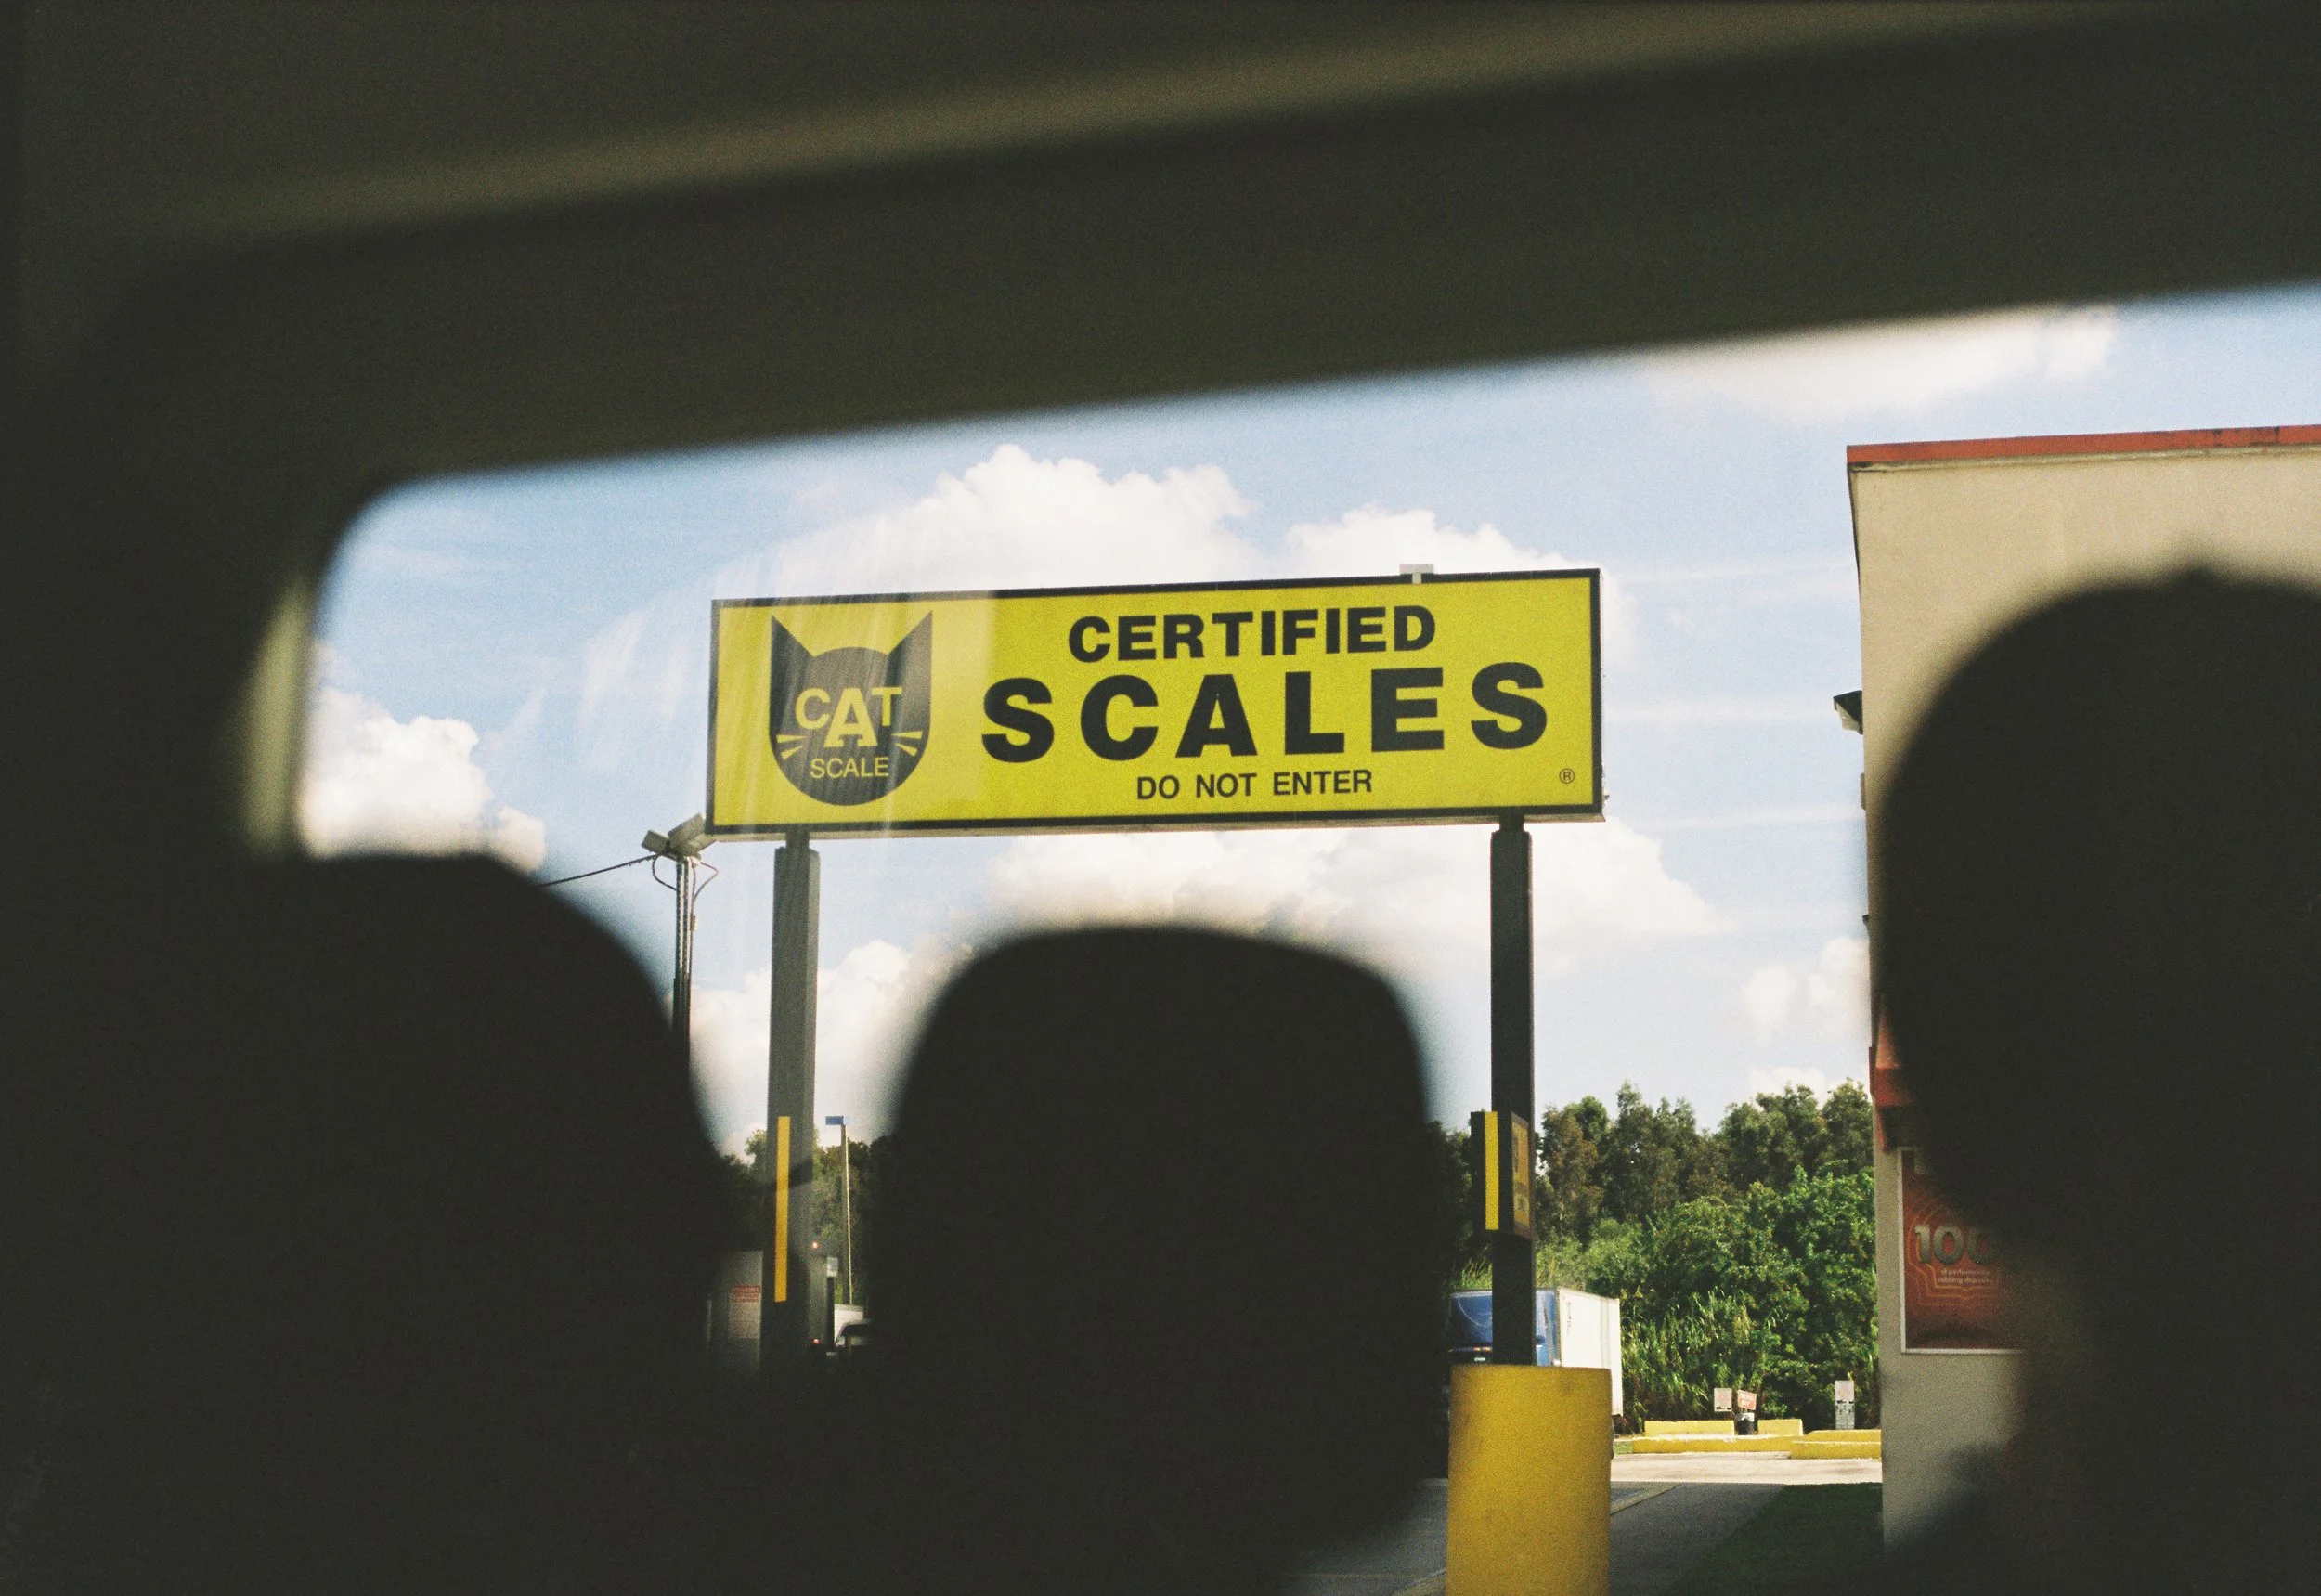 CAT
SCALE
CERTIFIED
SCALES
DO NOT ENTER
®